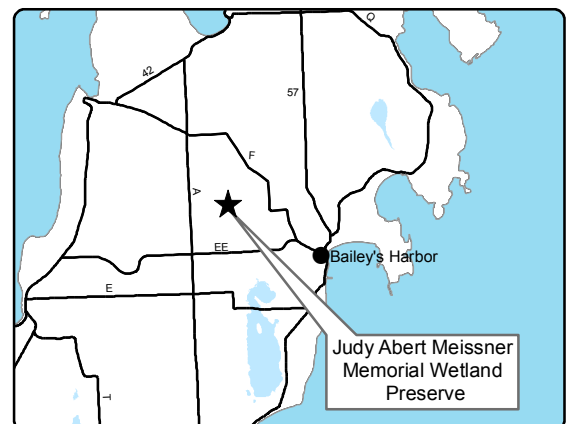 Q
42
57
F
A
EE
Bailey's Harbor
E
Judy Abert Meissner
Memorial Wetland
Preserve
T